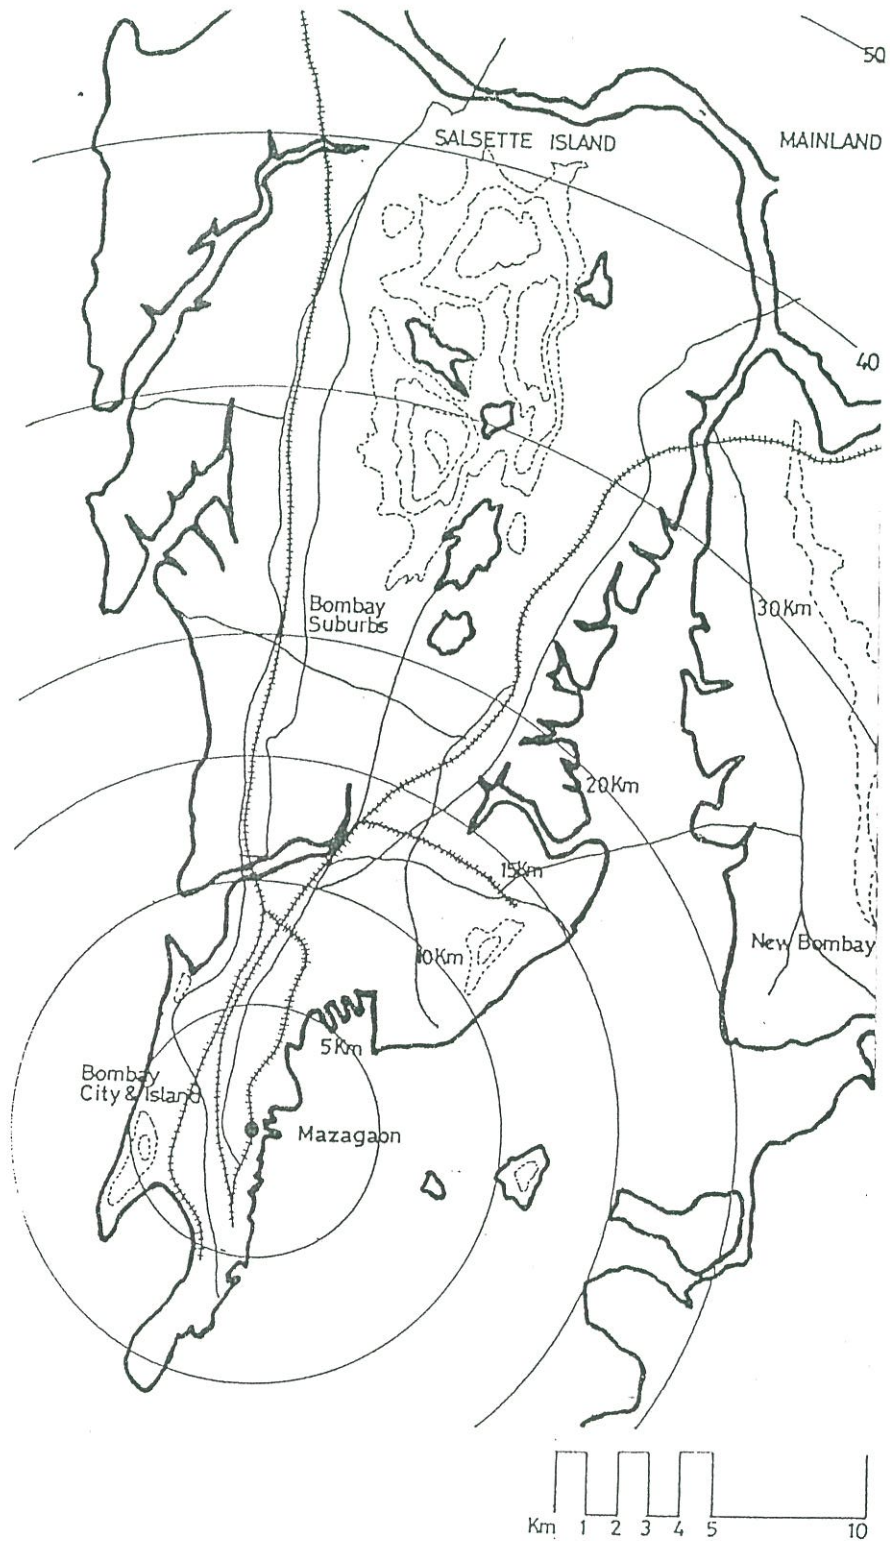 50
SALSETTE ISLAND
MAINLAND
40
30Km
Bombay
Suburbs
20Km
15Km
10Km
New Bombay
5Km
Bombay
City & Island
Mazagaon
Km 1 2 3 4 5 10